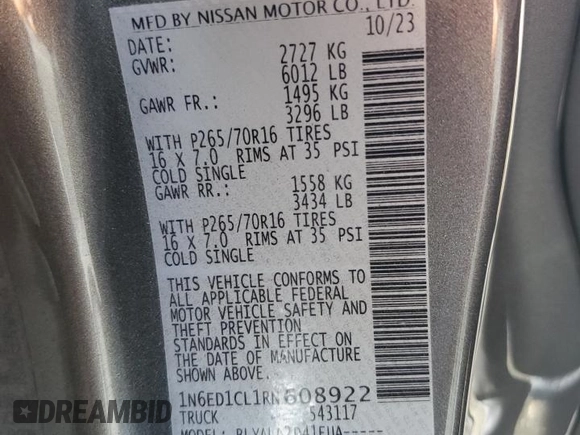 MFD BY NISSAN MOTOR CO., LTD.
DATE: 10/23
GVWR: 2727 KG
6012 LB
GAWR FR.: 1495 KG
3296 LB
WITH P265/70R16 TIRES
16 X 7.0 RIMS AT 35 PSI
COLD SINGLE
GAWR RR.: 1558 KG
3434 LB
WITH P265/70R16 TIRES
16 X 7.0 RIMS AT 35 PSI
COLD SINGLE
THIS VEHICLE CONFORMS TO
ALL APPLICABLE FEDERAL
MOTOR VEHICLE SAFETY AND
THEFT PREVENTION
STANDARDS IN EFFECT ON
THE DATE OF MANUFACTURE
SHOWN ABOVE.
1N6ED1CL1RN608922
TRUCK 543117
MODEL:
DREAMBID